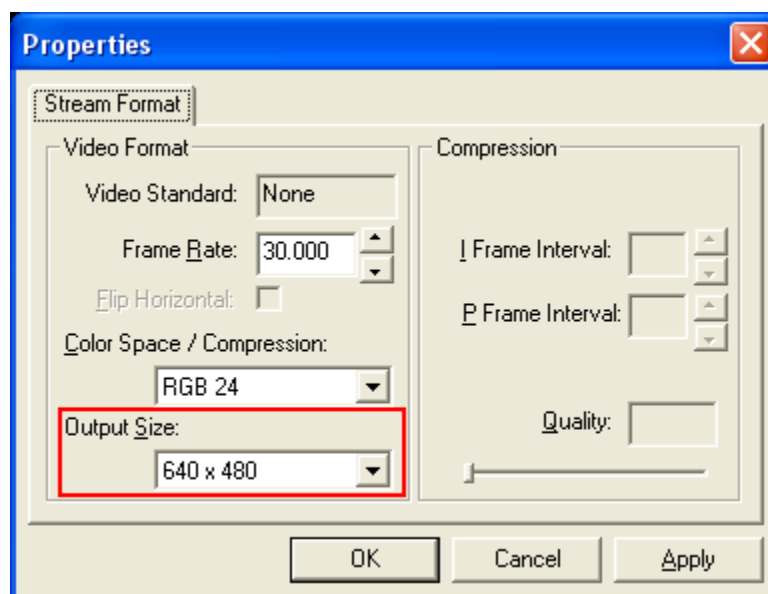 Properties
Stream Format
Video Format
Video Standard: None
Frame Rate: 30.000
Flip Horizontal:
Color Space / Compression:
RGB 24
Output Size:
640 x 480
Compression
I Frame Interval:
P Frame Interval:
Quality:
OK Cancel Apply